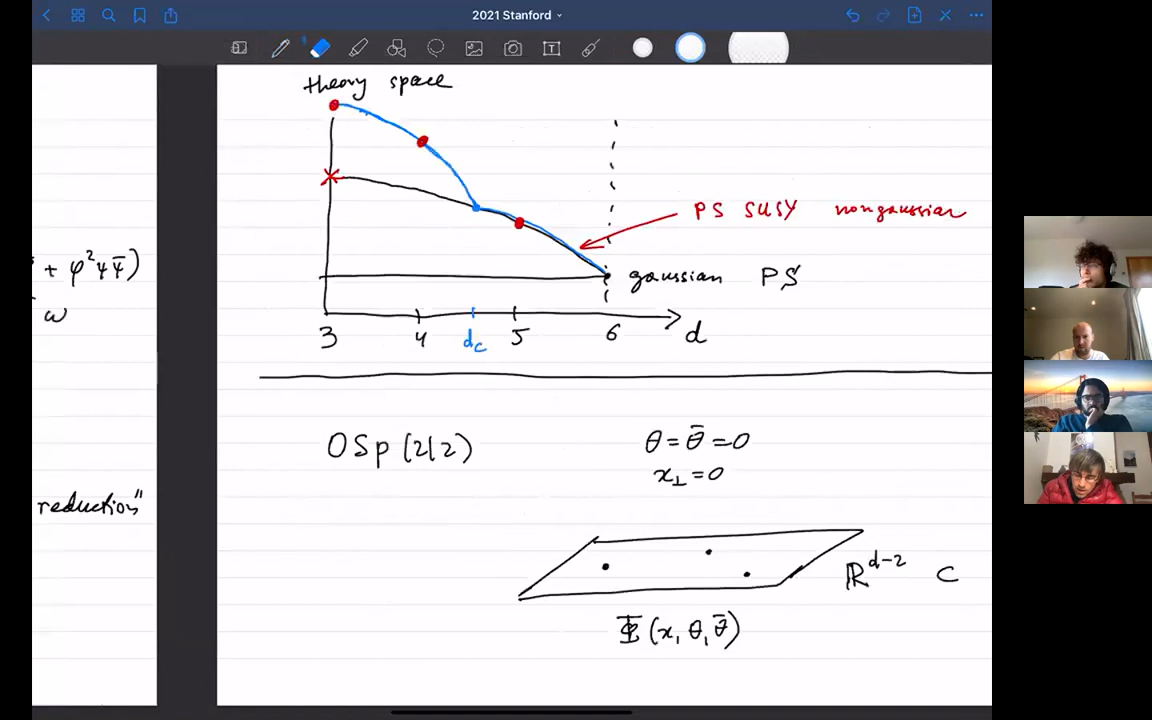 2021 Stanford
theory space
+ φ²ψψ̄)
ω
PS SUSY nongaussian
gaussian PS
3 4 d_c 5 6 d
OSp(2|2)
θ = θ̄ = 0
x⊥ = 0
reduction"
ℝ^{d-2} ⊂
Φ(x, θ, θ̄)